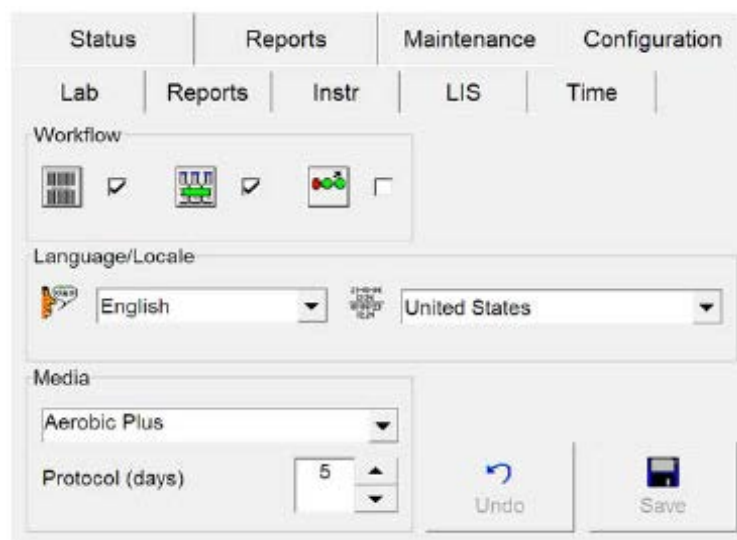 Status Reports Maintenance Configuration
Lab Reports Instr LIS Time
Workflow
Language/Locale
English United States
Media
Aerobic Plus
Protocol (days) 5
Undo Save